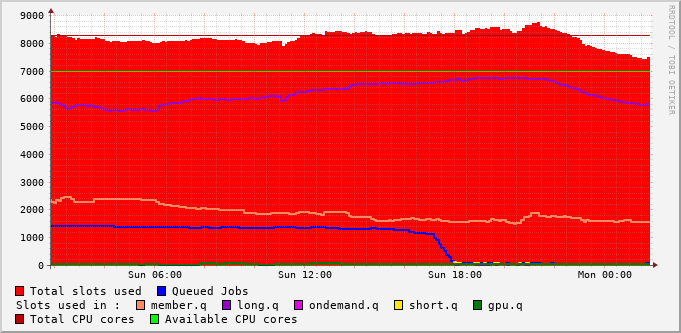 9000
8000
7000
6000
5000
4000
3000
2000
1000
0
Sun 06:00 Sun 12:00 Sun 18:00 Mon 00:00
Total slots used Queued Jobs
Slots used in : member.q long.q ondemand.q short.q gpu.q
Total CPU cores Available CPU cores
RRDTOOL / TOBI OETIKER